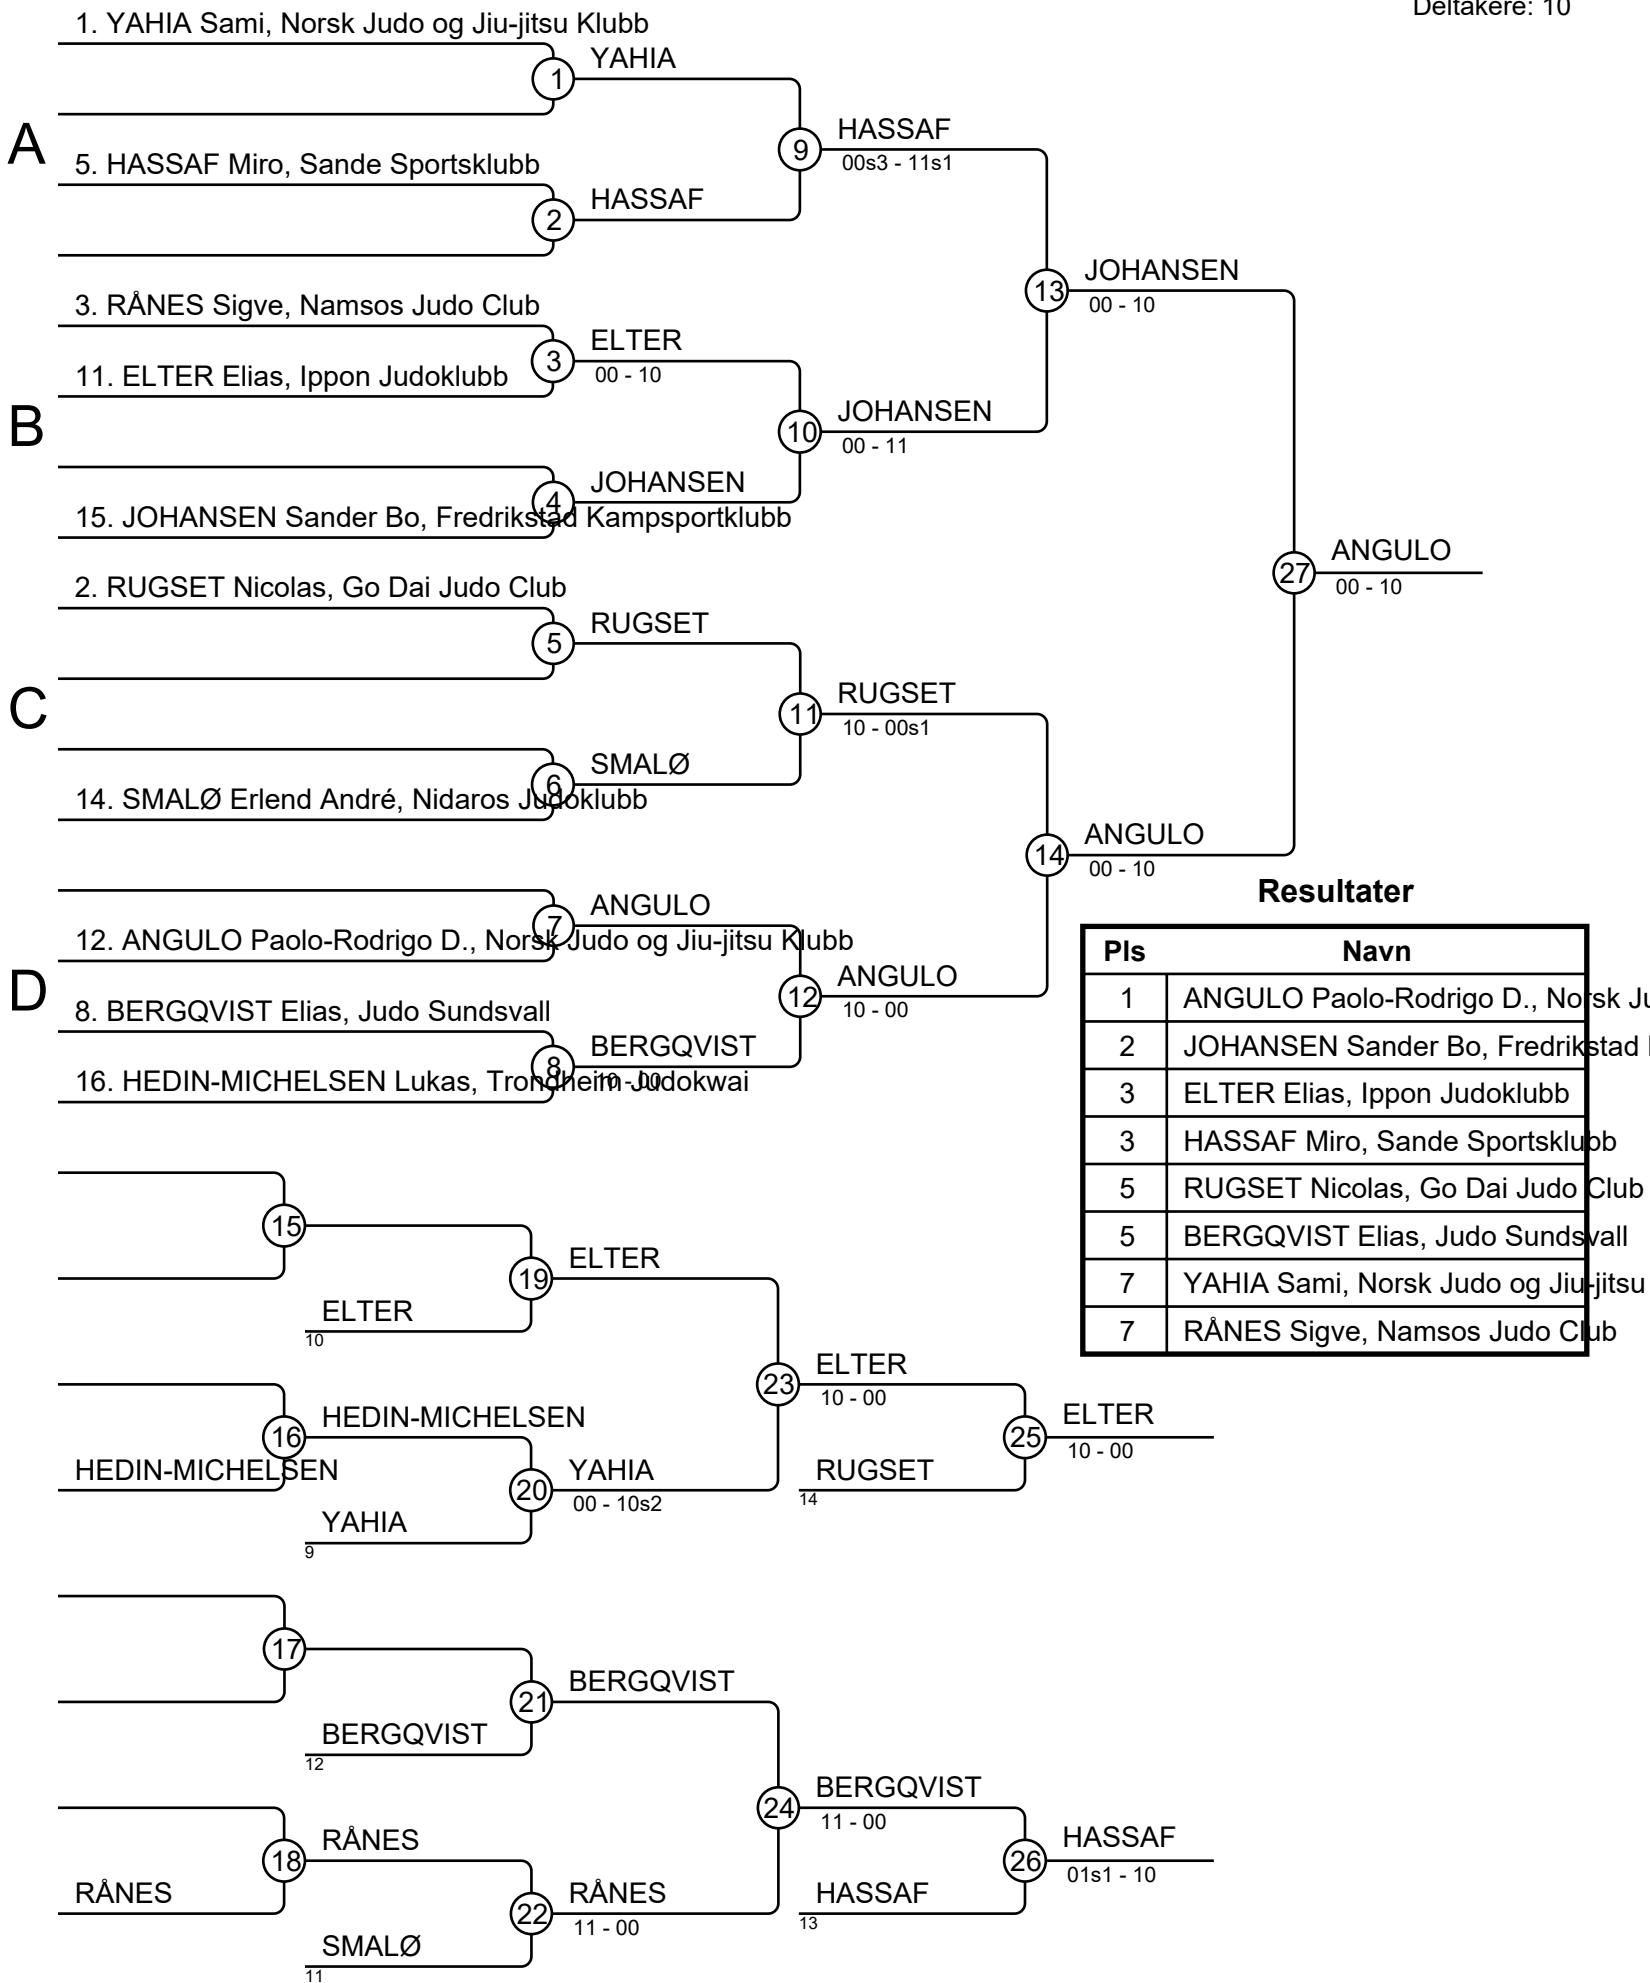 Deltakere: 10
1. YAHIA Sami, Norsk Judo og Jiu-jitsu Klubb
1
YAHIA
A
9
HASSAF
00s3 - 11s1
5. HASSAF Miro, Sande Sportsklubb
2
HASSAF
13
JOHANSEN
00 - 10
3. RÅNES Sigve, Namsos Judo Club
3
ELTER
00 - 10
11. ELTER Elias, Ippon Judoklubb
B
10
JOHANSEN
00 - 11
4
JOHANSEN
15. JOHANSEN Sander Bo, Fredrikstad Kampsportklubb
27
ANGULO
00 - 10
2. RUGSET Nicolas, Go Dai Judo Club
5
RUGSET
C
11
RUGSET
10 - 00s1
6
SMALØ
14. SMALØ Erlend André, Nidaros Judoklubb
14
ANGULO
00 - 10
7
ANGULO
12. ANGULO Paolo-Rodrigo D., Norsk Judo og Jiu-jitsu Klubb
D
12
ANGULO
10 - 00
8. BERGQVIST Elias, Judo Sundsvall
8
BERGQVIST
10 - 00
16. HEDIN-MICHELSEN Lukas, Trondheim Judokwai
Resultater
Pls Navn
1 ANGULO Paolo-Rodrigo D., Norsk Ju
2 JOHANSEN Sander Bo, Fredrikstad
3 ELTER Elias, Ippon Judoklubb
3 HASSAF Miro, Sande Sportsklubb
5 RUGSET Nicolas, Go Dai Judo Club
5 BERGQVIST Elias, Judo Sundsvall
7 YAHIA Sami, Norsk Judo og Jiu-jitsu
7 RÅNES Sigve, Namsos Judo Club
15
19
ELTER
ELTER
10
23
ELTER
10 - 00
16
HEDIN-MICHELSEN
HEDIN-MICHELSEN
20
YAHIA
00 - 10s2
YAHIA
9
25
ELTER
10 - 00
RUGSET
14
17
21
BERGQVIST
BERGQVIST
12
24
BERGQVIST
11 - 00
18
RÅNES
RÅNES
22
RÅNES
11 - 00
SMALØ
11
26
HASSAF
01s1 - 10
HASSAF
13